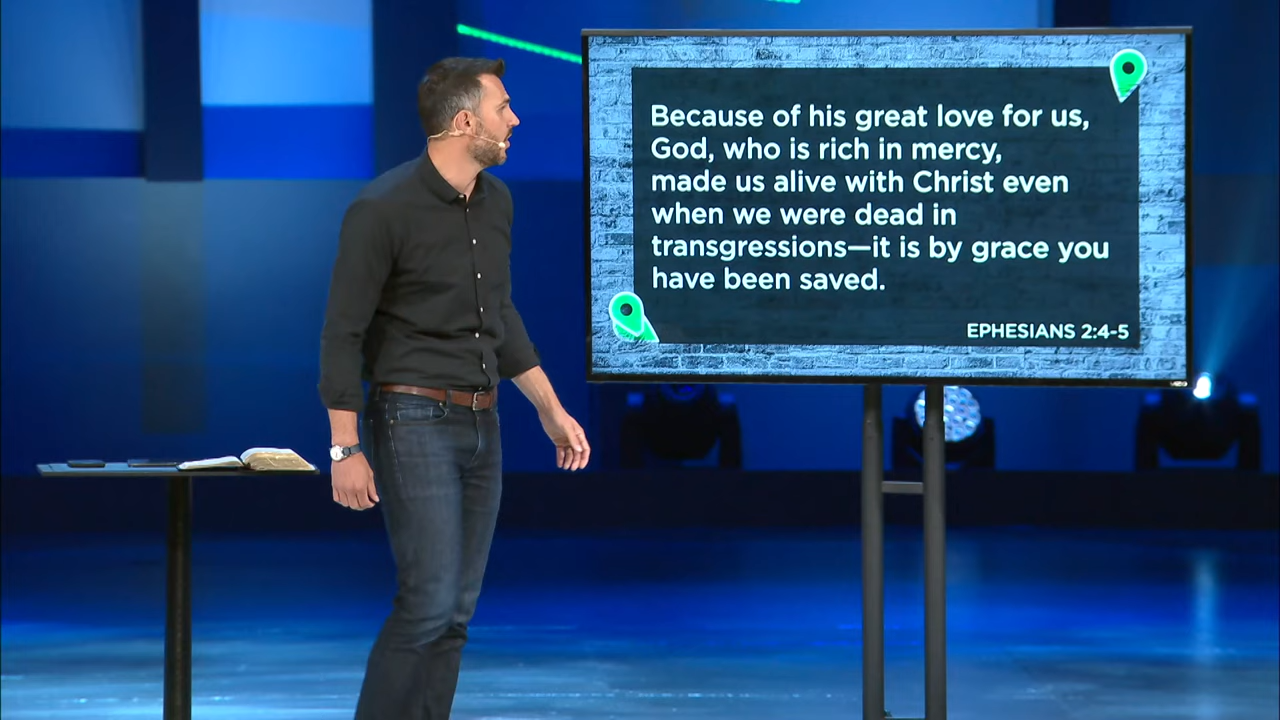 Because of his great love for us,
God, who is rich in mercy,
made us alive with Christ even
when we were dead in
transgressions—it is by grace you
have been saved.
EPHESIANS 2:4-5